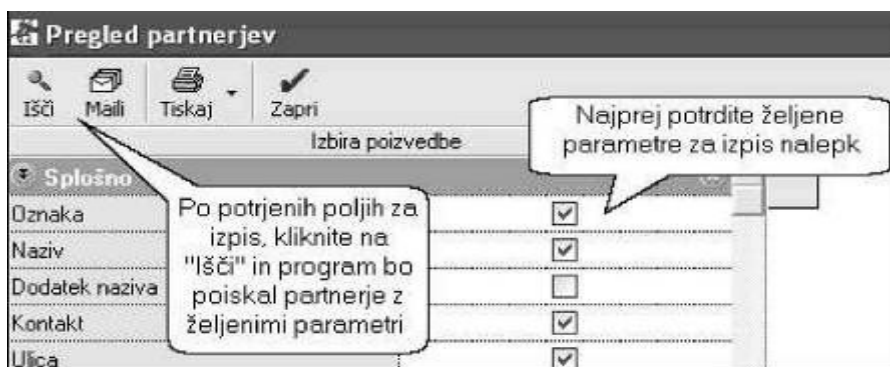 Pregled partnerjev
Išči
Maili
Tiskaj
Zapri
Izbira poizvedbe
Najprej potrdite željene
parametre za izpis nalepk
Splošno
Po potrjenih poljih za
izpis, kliknite na
"Išči" in program bo
poiskal partnerje z
željenimi parametri
Oznaka
Naziv
Dodatek naziva
Kontakt
Ulica